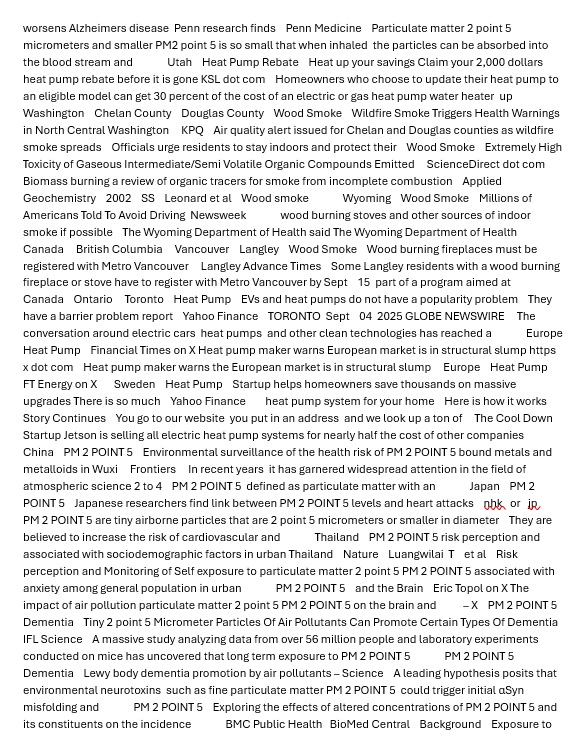 worsens Alzheimers disease  Penn research finds    Penn Medicine    Particulate matter 2 point 5
micrometers and smaller PM2 point 5 is so small that when inhaled  the particles can be absorbed into
the blood stream and            Utah    Heat Pump Rebate    Heat up your savings Claim your 2,000 dollars
heat pump rebate before it is gone KSL dot com    Homeowners who choose to update their heat pump to
an eligible model can get 30 percent of the cost of an electric or gas heat pump water heater  up
Washington    Chelan County    Douglas County    Wood Smoke    Wildfire Smoke Triggers Health Warnings
in North Central Washington     KPQ    Air quality alert issued for Chelan and Douglas counties as wildfire
smoke spreads    Officials urge residents to stay indoors and protect their    Wood Smoke    Extremely High
Toxicity of Gaseous Intermediate/Semi Volatile Organic Compounds Emitted     ScienceDirect dot com
Biomass burning a review of organic tracers for smoke from incomplete combustion    Applied
Geochemistry    2002    SS    Leonard et al    Wood smoke            Wyoming    Wood Smoke    Millions of
Americans Told To Avoid Driving  Newsweek            wood burning stoves and other sources of indoor
smoke if possible    The Wyoming Department of Health said The Wyoming Department of Health
Canada     British Columbia     Vancouver    Langley    Wood Smoke    Wood burning fireplaces must be
registered with Metro Vancouver     Langley Advance Times    Some Langley residents with a wood burning
fireplace or stove have to register with Metro Vancouver by Sept    15  part of a program aimed at
Canada    Ontario     Toronto    Heat Pump    EVs and heat pumps do not have a popularity problem    They
have a barrier problem report    Yahoo Finance    TORONTO  Sept    04  2025 GLOBE NEWSWIRE     The
conversation around electric cars  heat pumps  and other clean technologies has reached a            Europe
Heat Pump    Financial Times on X Heat pump maker warns European market is in structural slump https
x dot com    Heat pump maker warns the European market is in structural slump     Europe    Heat Pump
FT Energy on X      Sweden    Heat Pump    Startup helps homeowners save thousands on massive
upgrades There is so much    Yahoo Finance       heat pump system for your home    Here is how it works
Story Continues    You go to our website  you put in an address  and we look up a ton of     The Cool Down
Startup Jetson is selling all electric heat pump systems for nearly half the cost of other companies
China    PM 2 POINT 5    Environmental surveillance of the health risk of PM 2 POINT 5 bound metals and
metalloids in Wuxi     Frontiers     In recent years  it has garnered widespread attention in the field of
atmospheric science 2 to 4    PM 2 POINT 5  defined as particulate matter with an            Japan    PM 2
POINT 5    Japanese researchers find link between PM 2 POINT 5 levels and heart attacks    nhk  or  jp
PM 2 POINT 5 are tiny airborne particles that are 2 point 5 micrometers or smaller in diameter    They are
believed to increase the risk of cardiovascular and            Thailand    PM 2 POINT 5 risk perception and
associated with sociodemographic factors in urban Thailand    Nature    Luangwilai  T    et al    Risk
perception and Monitoring of Self exposure to particulate matter 2 point 5 PM 2 POINT 5 associated with
anxiety among general population in urban            PM 2 POINT 5    and the Brain    Eric Topol on X The
impact of air pollution particulate matter 2 point 5 PM 2 POINT 5 on the brain and         – X    PM 2 POINT 5
Dementia    Tiny 2 point 5 Micrometer Particles Of Air Pollutants Can Promote Certain Types Of Dementia
IFL Science    A massive study analyzing data from over 56 million people and laboratory experiments
conducted on mice has uncovered that long term exposure to PM 2 POINT 5            PM 2 POINT 5
Dementia    Lewy body dementia promotion by air pollutants – Science    A leading hypothesis posits that
environmental neurotoxins  such as fine particulate matter PM 2 POINT 5  could trigger initial αSyn
misfolding and            PM 2 POINT 5    Exploring the effects of altered concentrations of PM 2 POINT 5 and
its constituents on the incidence            BMC Public Health   BioMed Central    Background    Exposure to